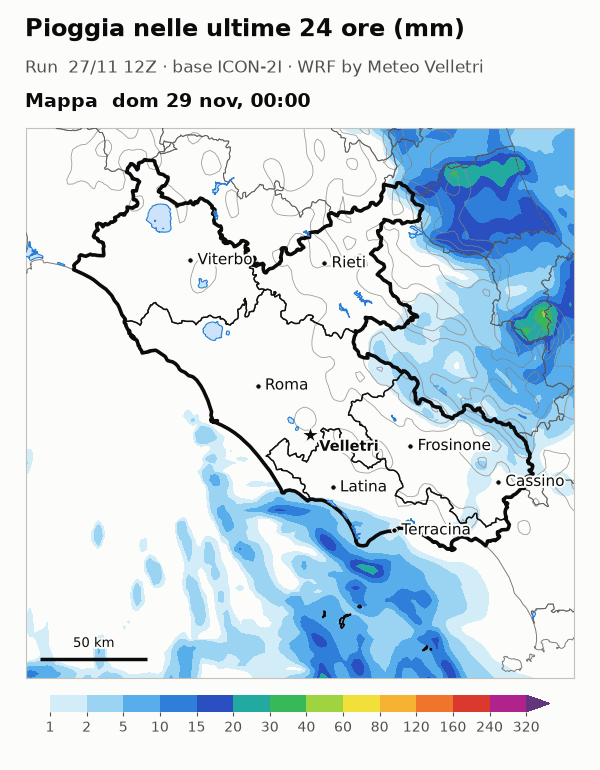 Pioggia nelle ultime 24 ore (mm)
Run  27/11 12Z · base ICON-2I · WRF by Meteo Velletri
Mappa  dom 29 nov, 00:00
Viterbo
Rieti
Roma
Velletri
Frosinone
Cassino
Latina
Terracina
50 km
1 2 5 10 15 20 30 40 60 80 120 160 240 320